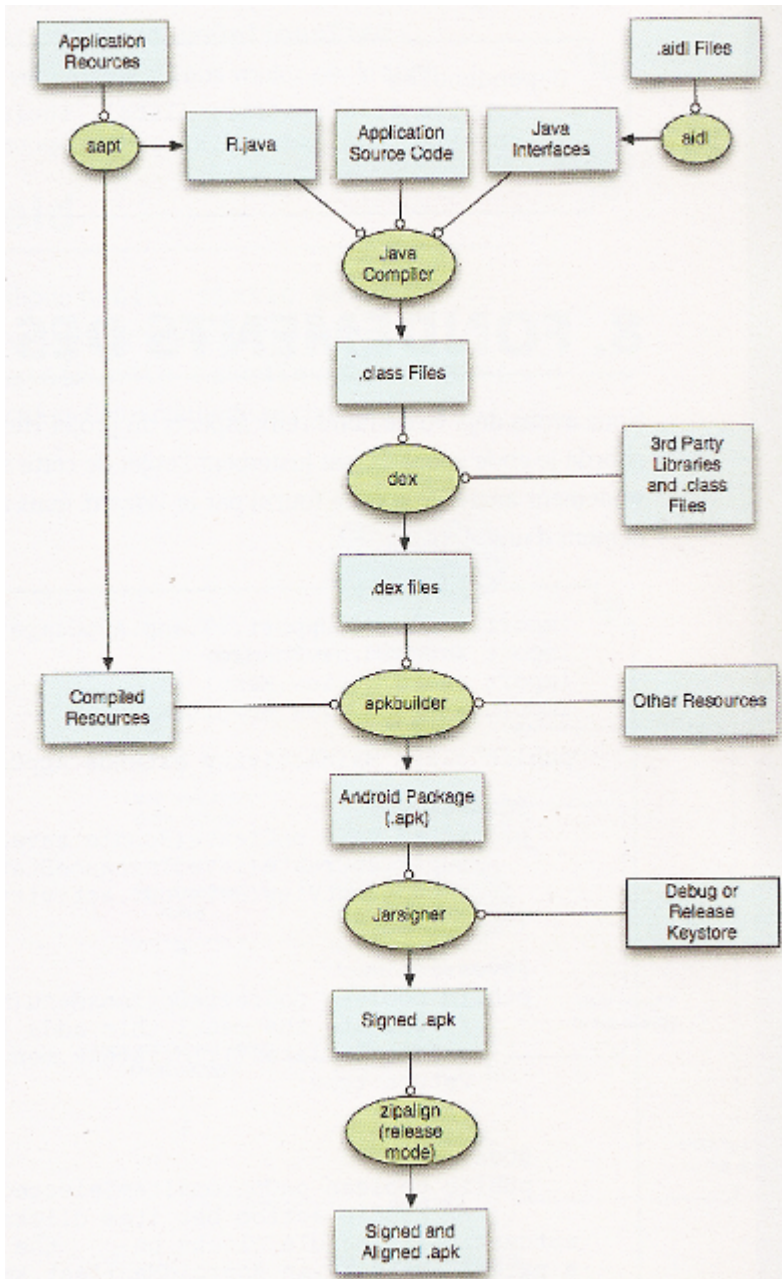 Application
Recurces
.aidl Files
aapt
R.java
Application
Source Code
Java
Interfaces
aidl
Java
Compiler
.class Files
dex
3rd Party
Libraries
and .class
Files
.dex files
Compiled
Resources
apkbuilder
Other Resources
Android Package
(.apk)
Jarsigner
Debug or
Release
Keystore
Signed .apk
zipalign
(release
mode)
Signed and
Aligned .apk